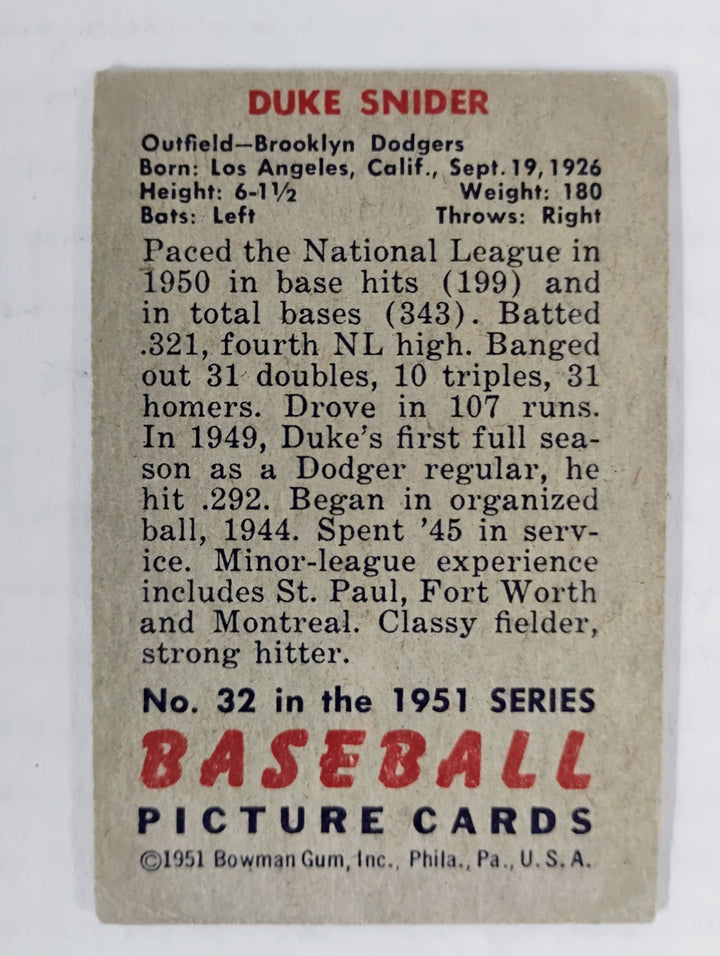 DUKE SNIDER
Outfield—Brooklyn Dodgers
Born: Los Angeles, Calif., Sept. 19, 1926
Height: 6-1½ Weight: 180
Bats: Left Throws: Right
Paced the National League in
1950 in base hits (199) and
in total bases (343). Batted
.321, fourth NL high. Banged
out 31 doubles, 10 triples, 31
homers. Drove in 107 runs.
In 1949, Duke's first full sea-
son as a Dodger regular, he
hit .292. Began in organized
ball, 1944. Spent '45 in serv-
ice. Minor-league experience
includes St. Paul, Fort Worth
and Montreal. Classy fielder,
strong hitter.
No. 32 in the 1951 SERIES
BASEBALL
PICTURE CARDS
©1951 Bowman Gum, Inc., Phila., Pa., U.S.A.